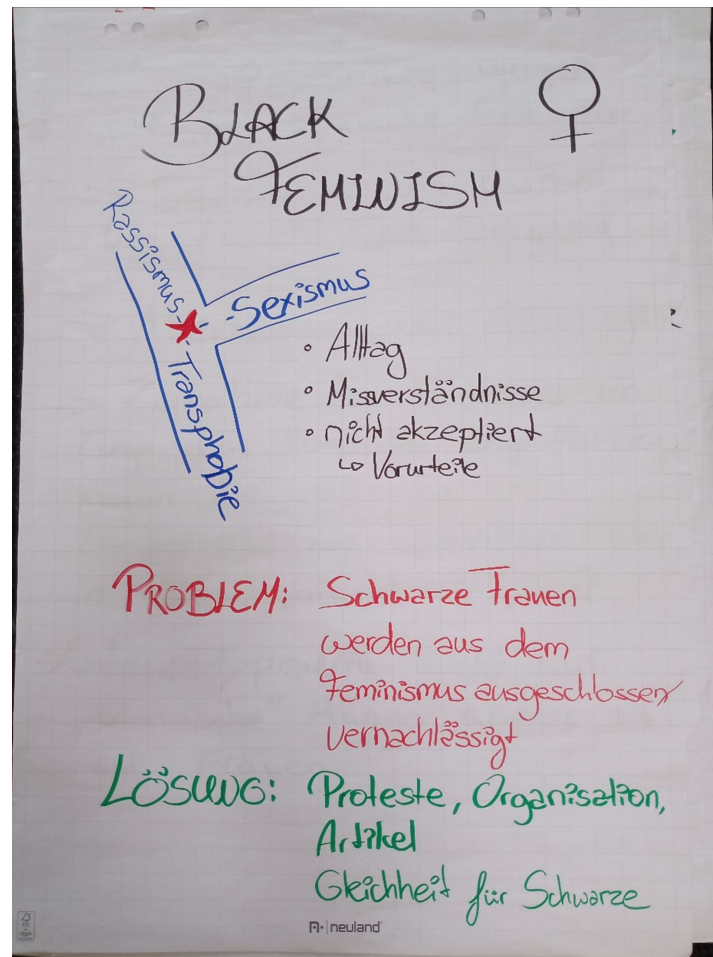 BLACK
FEMINISM
Rassismus
Sexismus
Transphobie
• Alltag
• Missverständnisse
• nicht akzeptiert
↳ Vorurteile
PROBLEM: Schwarze Frauen
werden aus dem
Feminismus ausgeschlossen/
vernachlässigt
LÖSUNG: Proteste, Organisation,
Artikel
Gleichheit für Schwarze
neuland